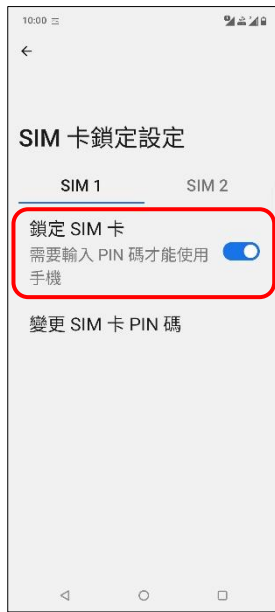 10:00
SIM 卡鎖定設定
SIM 1
SIM 2
鎖定 SIM 卡
需要輸入 PIN 碼才能使用
手機
變更 SIM 卡 PIN 碼